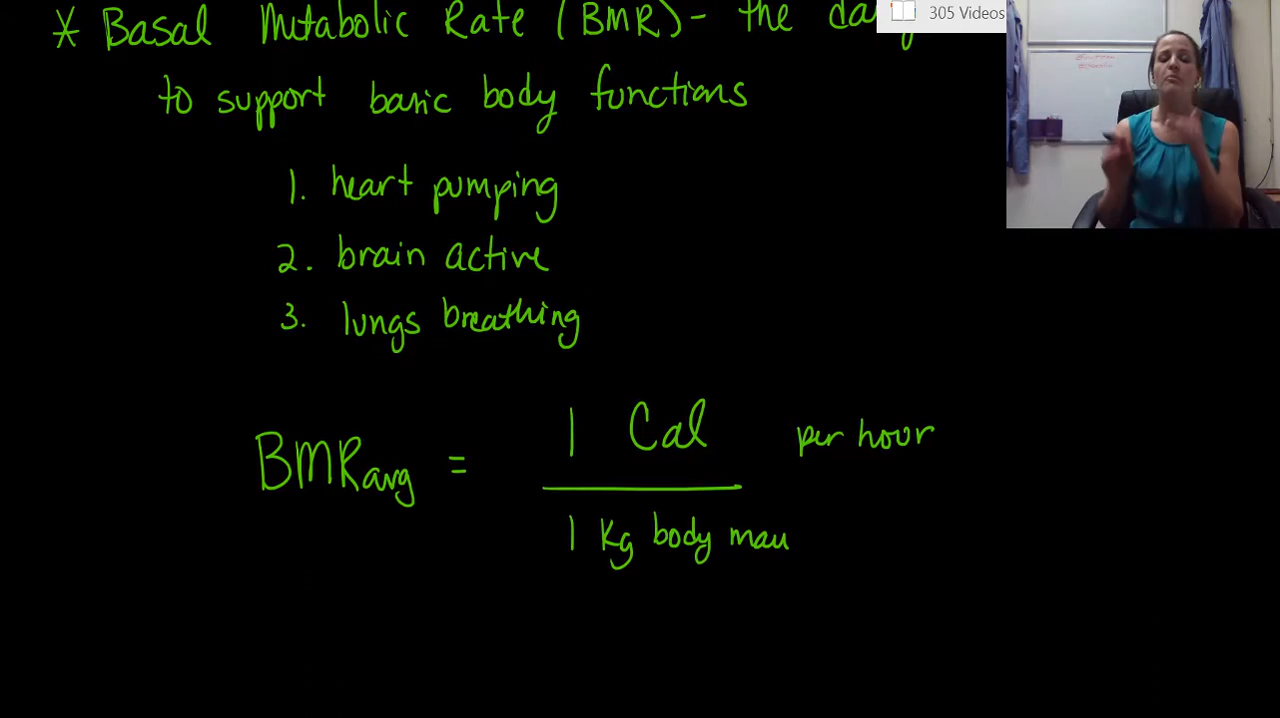 * Basal Metabolic Rate (BMR) - the
305 Videos
to support basic body functions
1. heart pumping
2. brain active
3. lungs breathing
BMRavg = 1 Cal per hour
1 Kg body mass